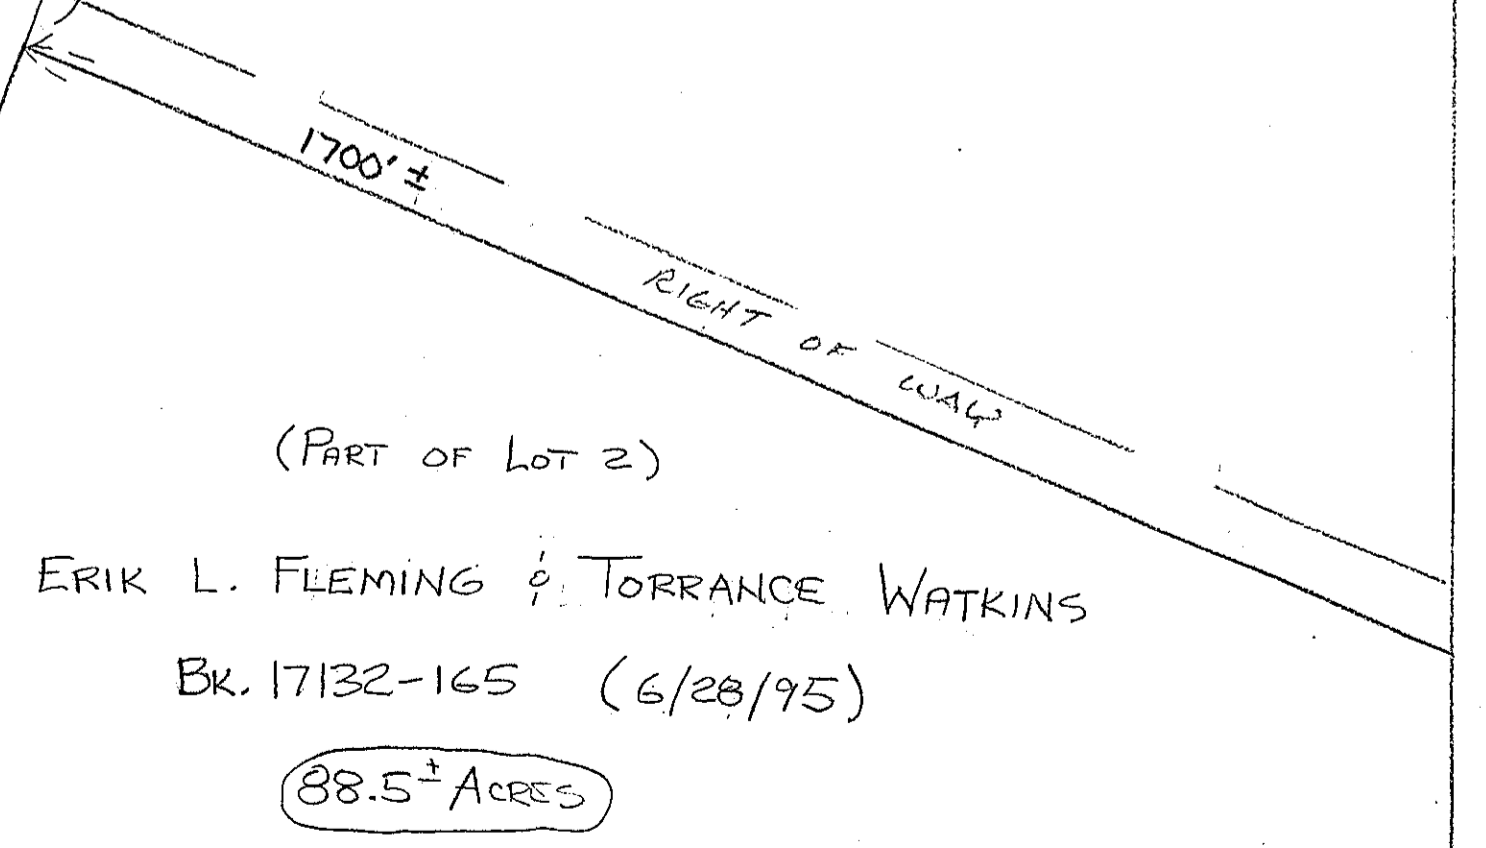 1700' ±
RIGHT OF WAY
(PART OF LOT 2)
ERIK L. FLEMING & TORRANCE WATKINS
BK. 17132-165 (6/28/95)
88.5± ACRES